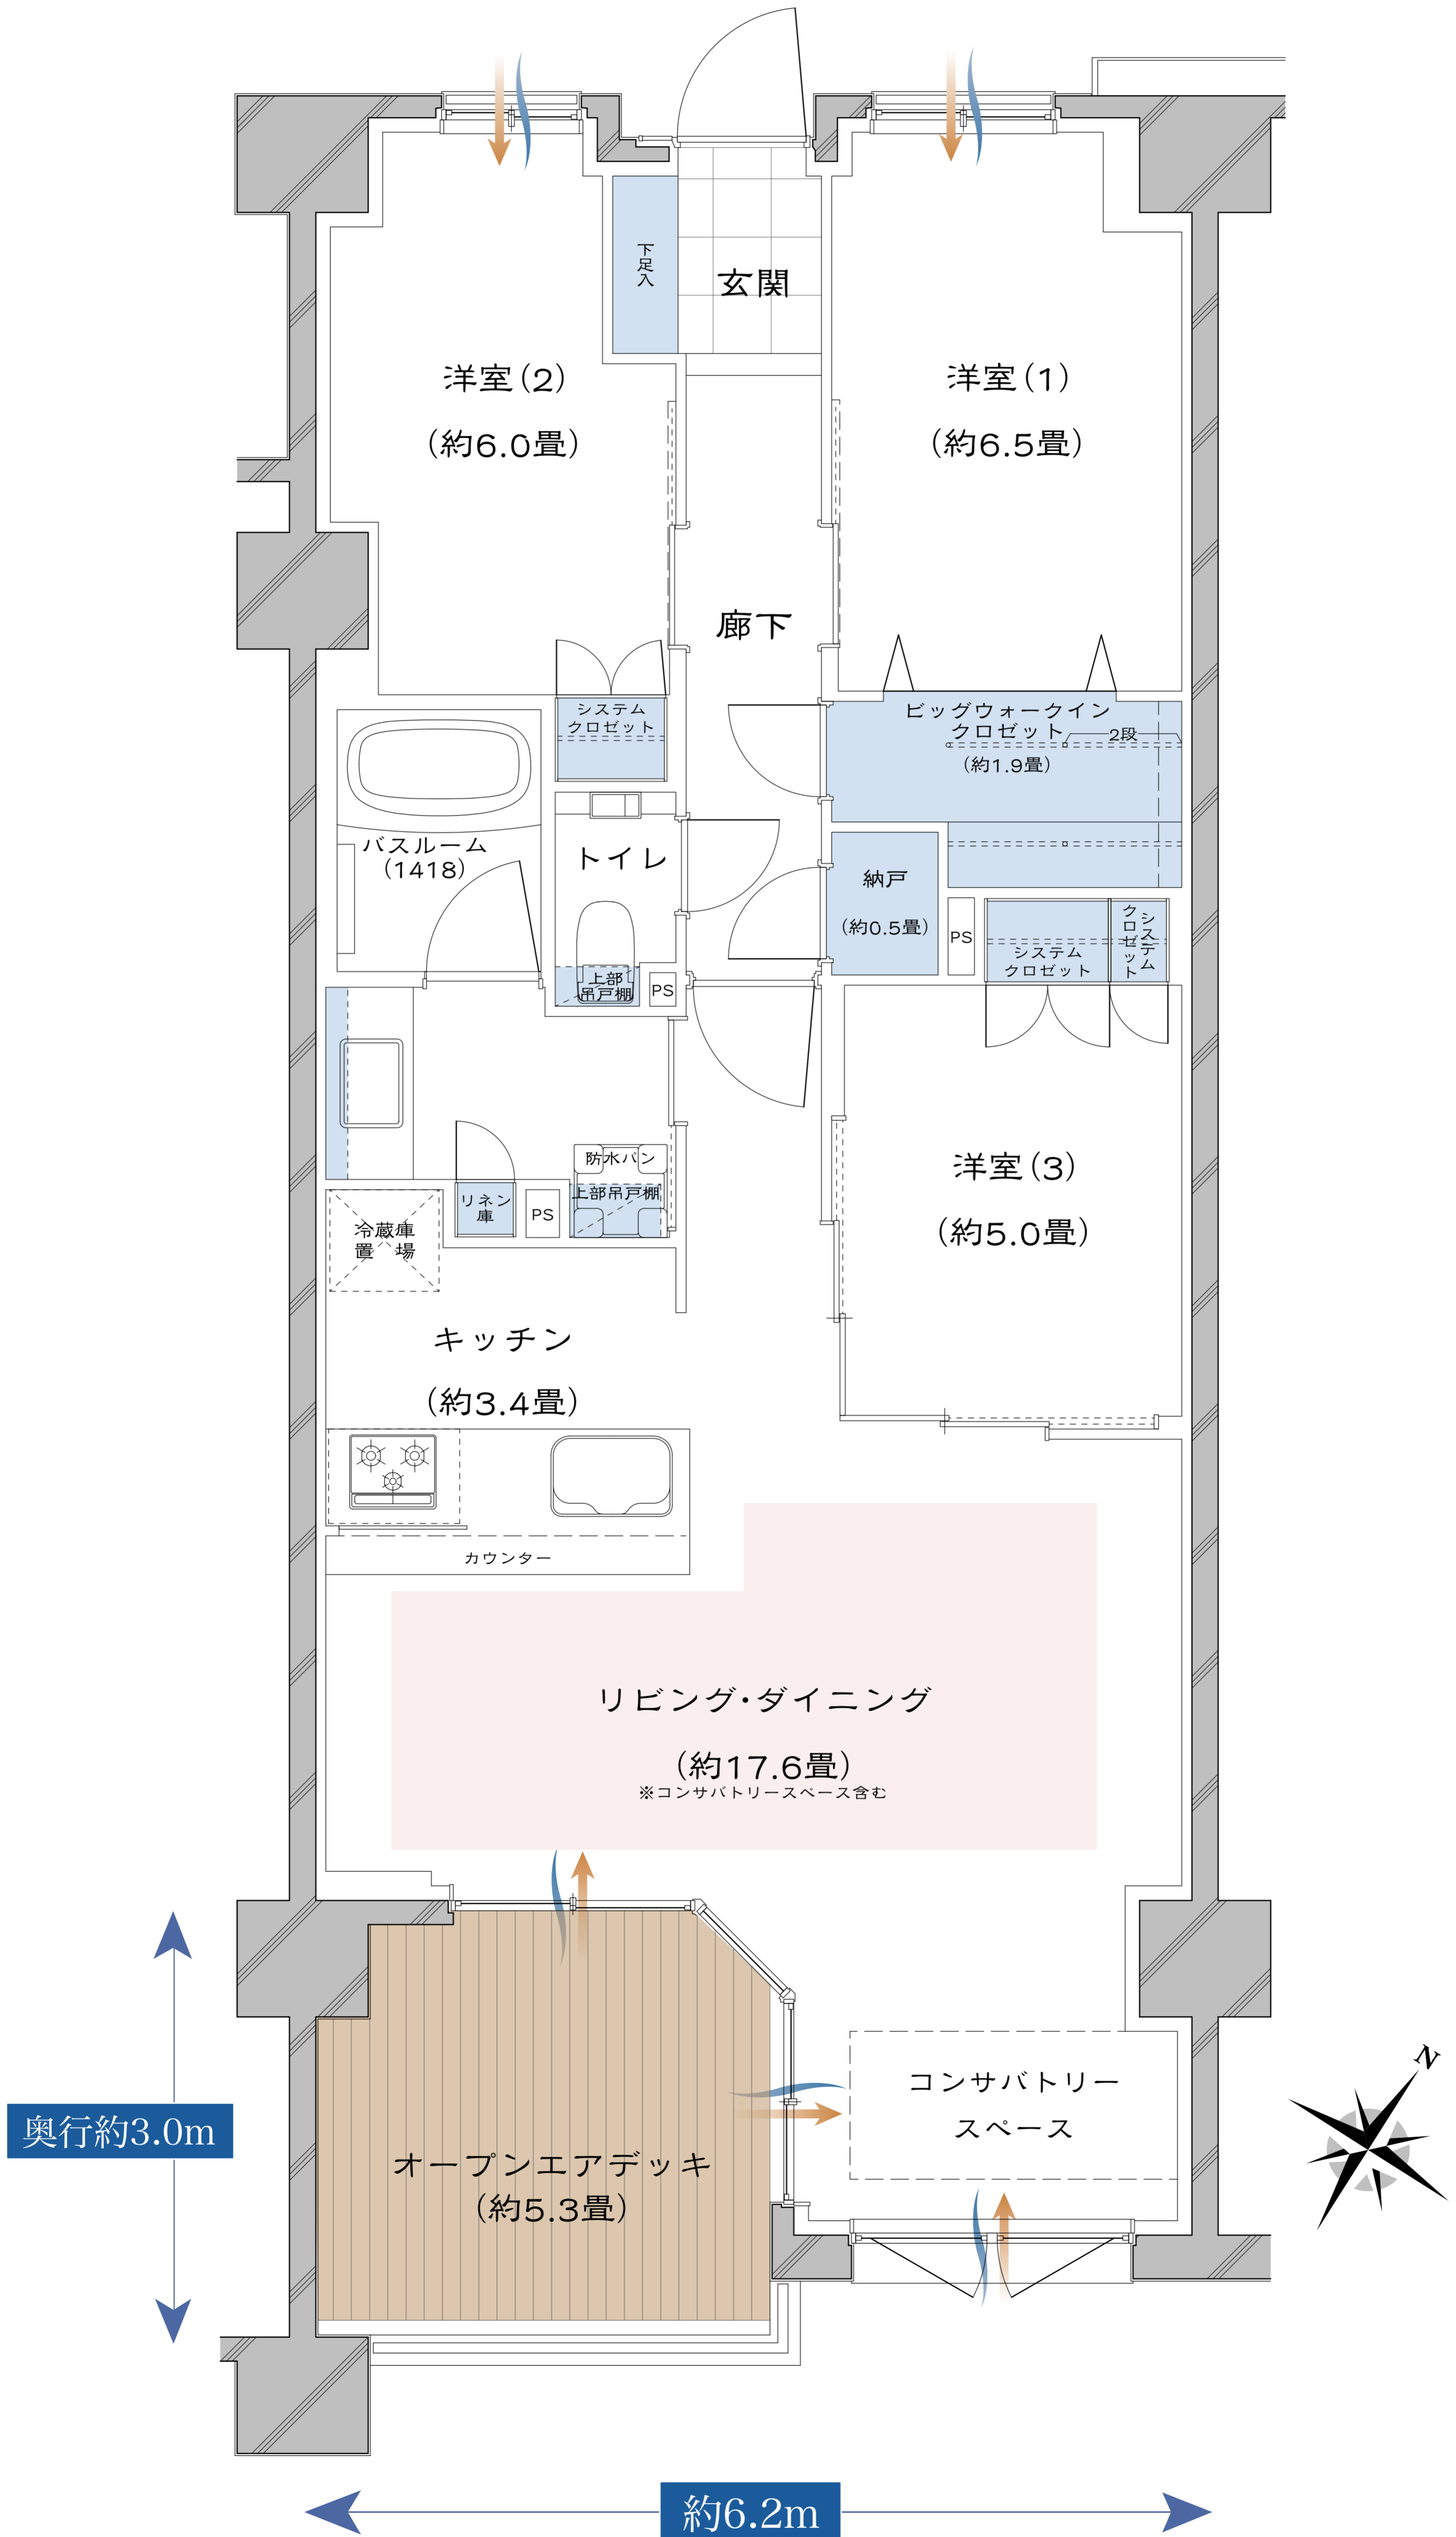 下足入
玄関
洋室(2)
(約6.0畳)
洋室(1)
(約6.5畳)
廊下
システム
クロゼット
ビッグウォークイン
クロゼット
2段
(約1.9畳)
バスルーム
(1418)
トイレ
納戸
(約0.5畳)
PS
システム
クロゼット
システム
クロゼット
上部
吊戸棚
PS
防水パン
上部吊戸棚
リネン
庫
PS
冷蔵庫
置 場
洋室(3)
(約5.0畳)
キッチン
(約3.4畳)
カウンター
リビング・ダイニング
(約17.6畳)
※コンサバトリースペース含む
コンサバトリー
スペース
N
奥行約3.0m
オープンエアデッキ
(約5.3畳)
約6.2m